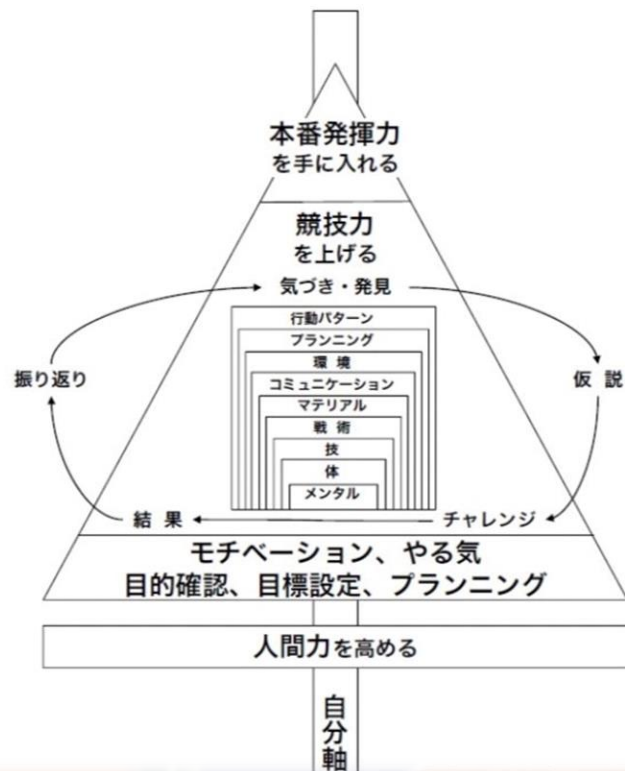 本番発揮力
を手に入れる
競技力
を上げる
気づき・発見
行動パターン
プランニング
環 境
振り返り
仮 説
コミュニケーション
マテリアル
戦 術
技
体
メンタル
結 果
チャレンジ
モチベーション、やる気
目的確認、目標設定、プランニング
人間力を高める
自分軸